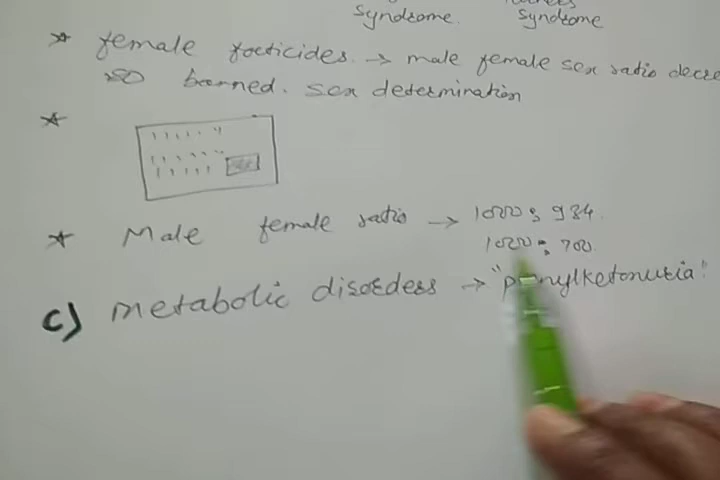 syndrome. syndrome
* female foeticides. → male female sex ratio decre
so banned. sex determination
*
* Male female ratio → 1000 : 934.
1000 : 700
c) metabolic disorders → "phenylketonuria"